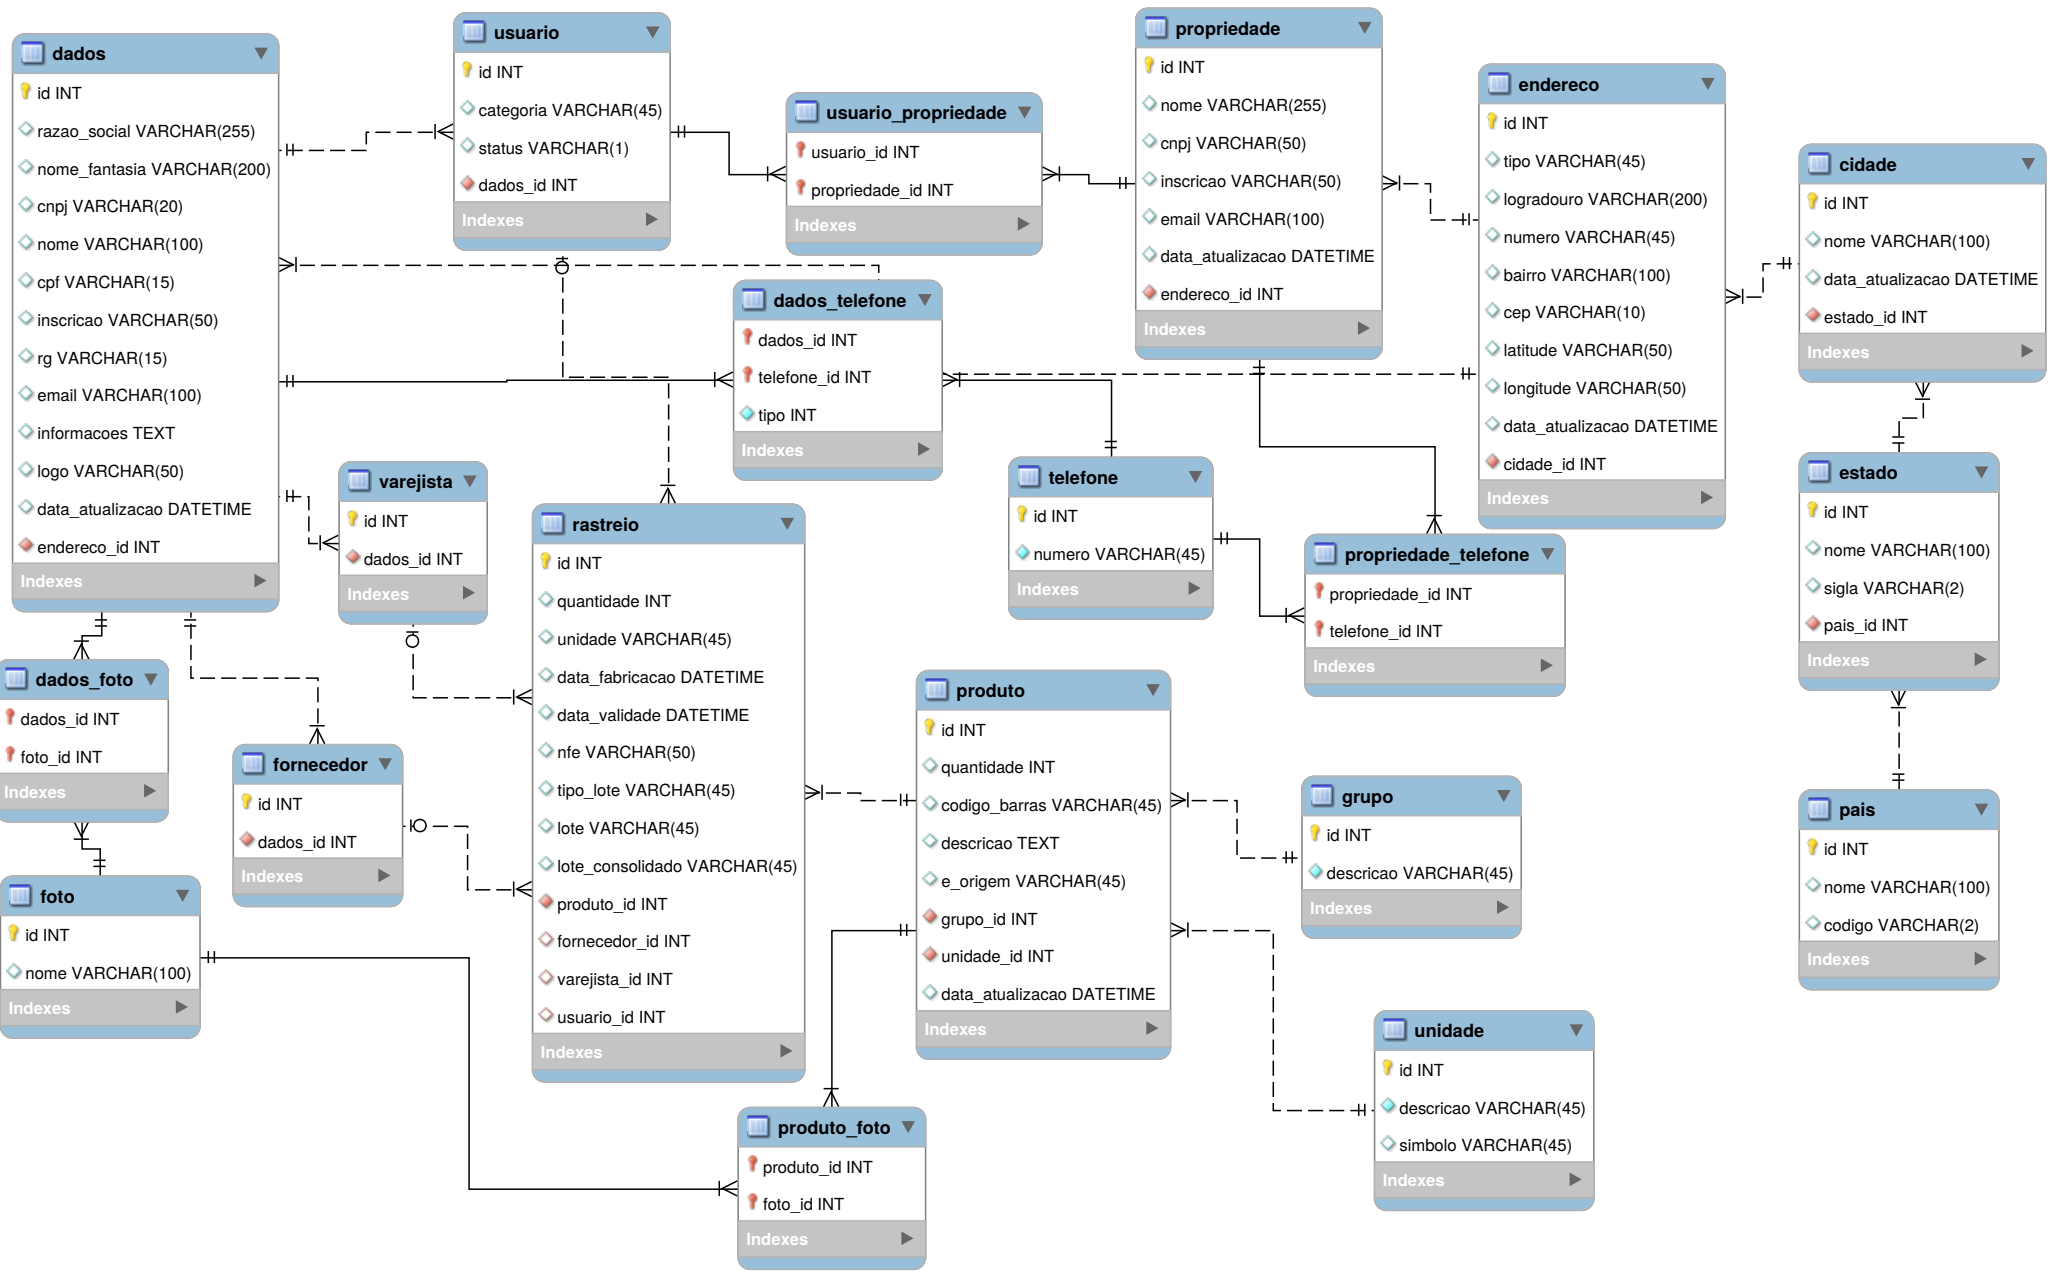 dados
id INT
razao_social VARCHAR(255)
nome_fantasia VARCHAR(200)
cnpj VARCHAR(20)
nome VARCHAR(100)
cpf VARCHAR(15)
inscricao VARCHAR(50)
rg VARCHAR(15)
email VARCHAR(100)
informacoes TEXT
logo VARCHAR(50)
data_atualizacao DATETIME
endereco_id INT
Indexes
usuario
id INT
categoria VARCHAR(45)
status VARCHAR(1)
dados_id INT
Indexes
usuario_propriedade
usuario_id INT
propriedade_id INT
Indexes
propriedade
id INT
nome VARCHAR(255)
cnpj VARCHAR(50)
inscricao VARCHAR(50)
email VARCHAR(100)
data_atualizacao DATETIME
endereco_id INT
Indexes
endereco
id INT
tipo VARCHAR(45)
logradouro VARCHAR(200)
numero VARCHAR(45)
bairro VARCHAR(100)
cep VARCHAR(10)
latitude VARCHAR(50)
longitude VARCHAR(50)
data_atualizacao DATETIME
cidade_id INT
Indexes
cidade
id INT
nome VARCHAR(100)
data_atualizacao DATETIME
estado_id INT
Indexes
dados_telefone
dados_id INT
telefone_id INT
tipo INT
Indexes
varejista
id INT
dados_id INT
Indexes
rastreio
id INT
quantidade INT
unidade VARCHAR(45)
data_fabricacao DATETIME
data_validade DATETIME
nfe VARCHAR(50)
tipo_lote VARCHAR(45)
lote VARCHAR(45)
lote_consolidado VARCHAR(45)
produto_id INT
fornecedor_id INT
varejista_id INT
usuario_id INT
Indexes
telefone
id INT
numero VARCHAR(45)
Indexes
propriedade_telefone
propriedade_id INT
telefone_id INT
Indexes
estado
id INT
nome VARCHAR(100)
sigla VARCHAR(2)
pais_id INT
Indexes
dados_foto
dados_id INT
foto_id INT
Indexes
fornecedor
id INT
dados_id INT
Indexes
produto
id INT
quantidade INT
codigo_barras VARCHAR(45)
descricao TEXT
e_origem VARCHAR(45)
grupo_id INT
unidade_id INT
data_atualizacao DATETIME
Indexes
grupo
id INT
descricao VARCHAR(45)
Indexes
pais
id INT
nome VARCHAR(100)
codigo VARCHAR(2)
Indexes
foto
id INT
nome VARCHAR(100)
Indexes
unidade
id INT
descricao VARCHAR(45)
simbolo VARCHAR(45)
Indexes
produto_foto
produto_id INT
foto_id INT
Indexes